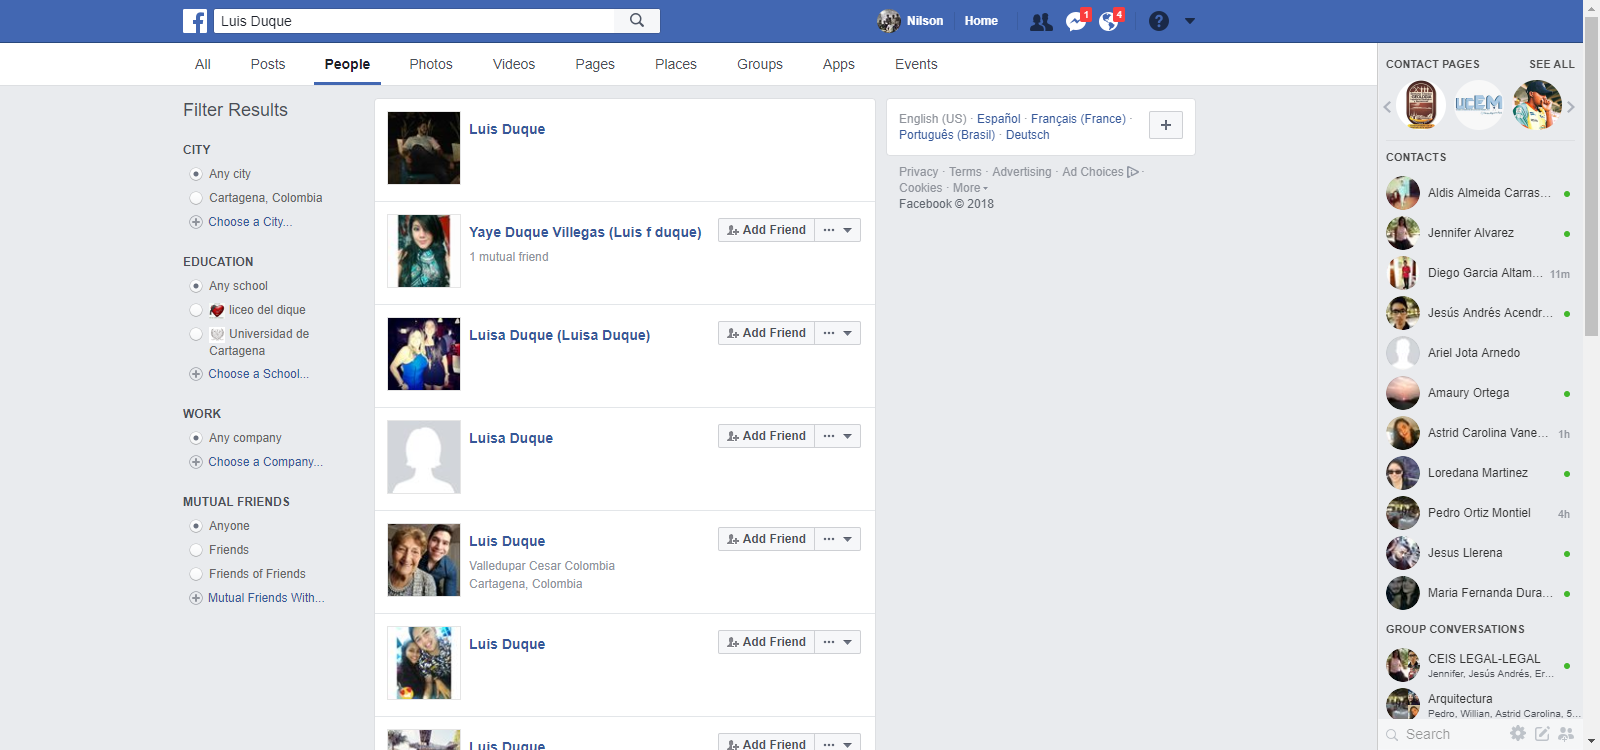 Luis Duque
Nilson
Home
1
4
?
All
Posts
People
Photos
Videos
Pages
Places
Groups
Apps
Events
Filter Results
CITY
Any city
Cartagena, Colombia
Choose a City...
EDUCATION
Any school
liceo del dique
Universidad de
Cartagena
Choose a School...
WORK
Any company
Choose a Company...
MUTUAL FRIENDS
Anyone
Friends
Friends of Friends
Mutual Friends With...
Luis Duque
Yaye Duque Villegas (Luis f duque)
1 mutual friend
Add Friend
Luisa Duque (Luisa Duque)
Add Friend
Luisa Duque
Add Friend
Luis Duque
Valledupar Cesar Colombia
Cartagena, Colombia
Add Friend
Luis Duque
Add Friend
Luis Duque
Add Friend
English (US) · Español · Français (France) ·
Português (Brasil) · Deutsch
Privacy · Terms · Advertising · Ad Choices ·
Cookies · More
Facebook © 2018
CONTACT PAGES
SEE ALL
UCEM
CONTACTS
Aldis Almeida Carras...
Jennifer Alvarez
Diego Garcia Altam... 11m
Jesús Andrés Acendr...
Ariel Jota Arnedo
Amaury Ortega
Astrid Carolina Vane... 1h
Loredana Martinez
Pedro Ortiz Montiel 4h
Jesus Llerena
Maria Fernanda Dura...
GROUP CONVERSATIONS
CEIS LEGAL-LEGAL
Jennifer, Jesús Andrés, Er...
Arquitectura
Pedro, Willian, Astrid Carolina, 5...
Search